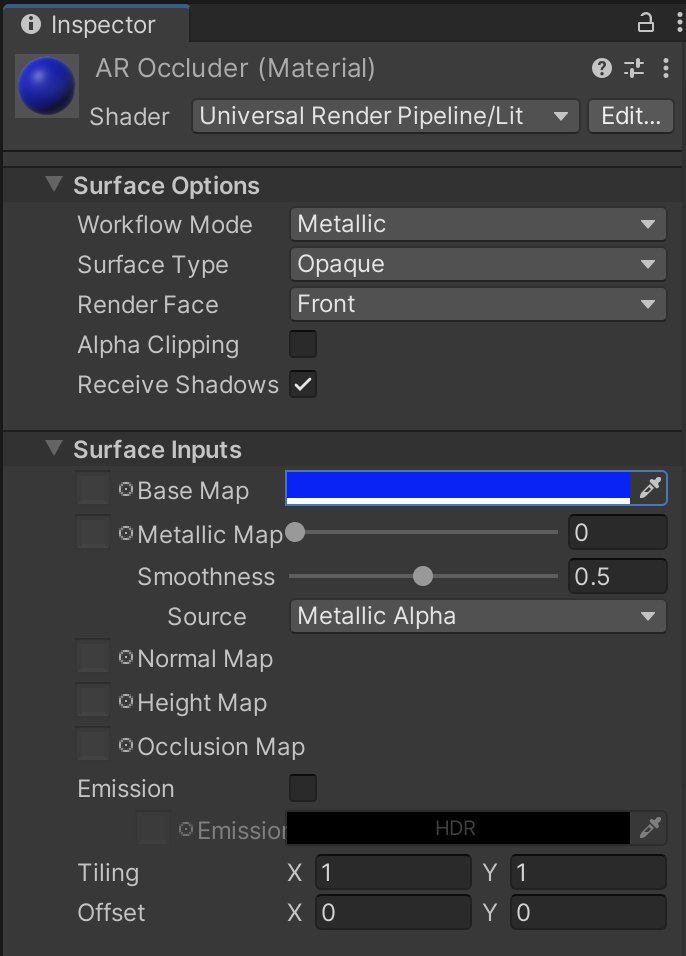 Inspector
AR Occluder (Material)
Shader Universal Render Pipeline/Lit Edit...
Surface Options
Workflow Mode Metallic
Surface Type Opaque
Render Face Front
Alpha Clipping
Receive Shadows
Surface Inputs
Base Map
Metallic Map 0
Smoothness 0.5
Source Metallic Alpha
Normal Map
Height Map
Occlusion Map
Emission
Emission HDR
Tiling X 1 Y 1
Offset X 0 Y 0